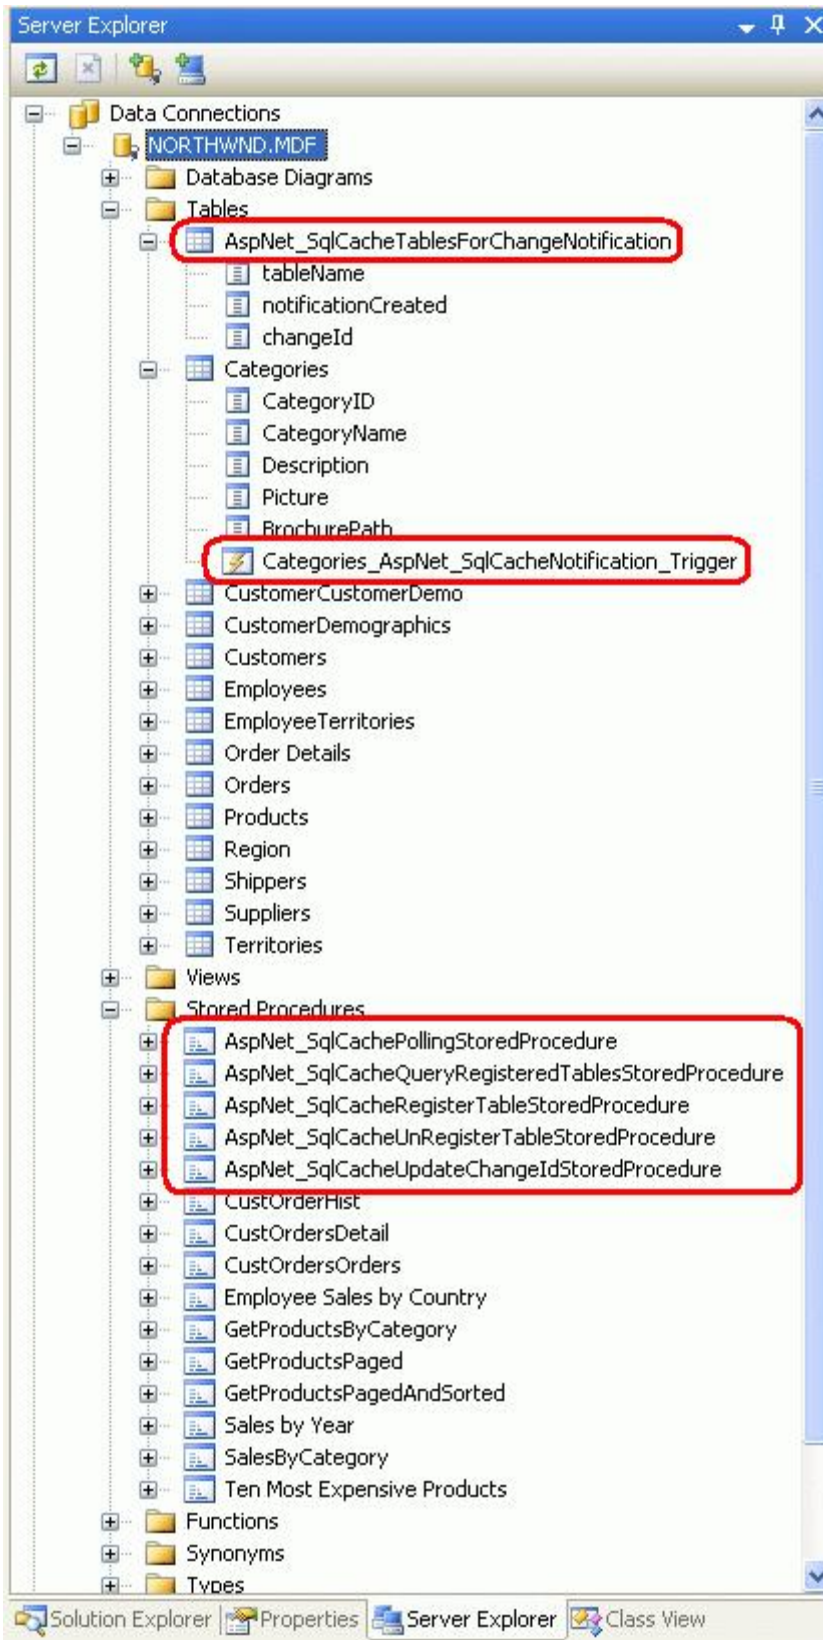 Server Explorer
Data Connections
NORTHWND.MDF
Database Diagrams
Tables
AspNet_SqlCacheTablesForChangeNotification
tableName
notificationCreated
changeId
Categories
CategoryID
CategoryName
Description
Picture
BrochurePath
Categories_AspNet_SqlCacheNotification_Trigger
CustomerCustomerDemo
CustomerDemographics
Customers
Employees
EmployeeTerritories
Order Details
Orders
Products
Region
Shippers
Suppliers
Territories
Views
Stored Procedures
AspNet_SqlCachePollingStoredProcedure
AspNet_SqlCacheQueryRegisteredTablesStoredProcedure
AspNet_SqlCacheRegisterTableStoredProcedure
AspNet_SqlCacheUnRegisterTableStoredProcedure
AspNet_SqlCacheUpdateChangeIdStoredProcedure
CustOrderHist
CustOrdersDetail
CustOrdersOrders
Employee Sales by Country
GetProductsByCategory
GetProductsPaged
GetProductsPagedAndSorted
Sales by Year
SalesByCategory
Ten Most Expensive Products
Functions
Synonyms
Types
Solution Explorer Properties Server Explorer Class View